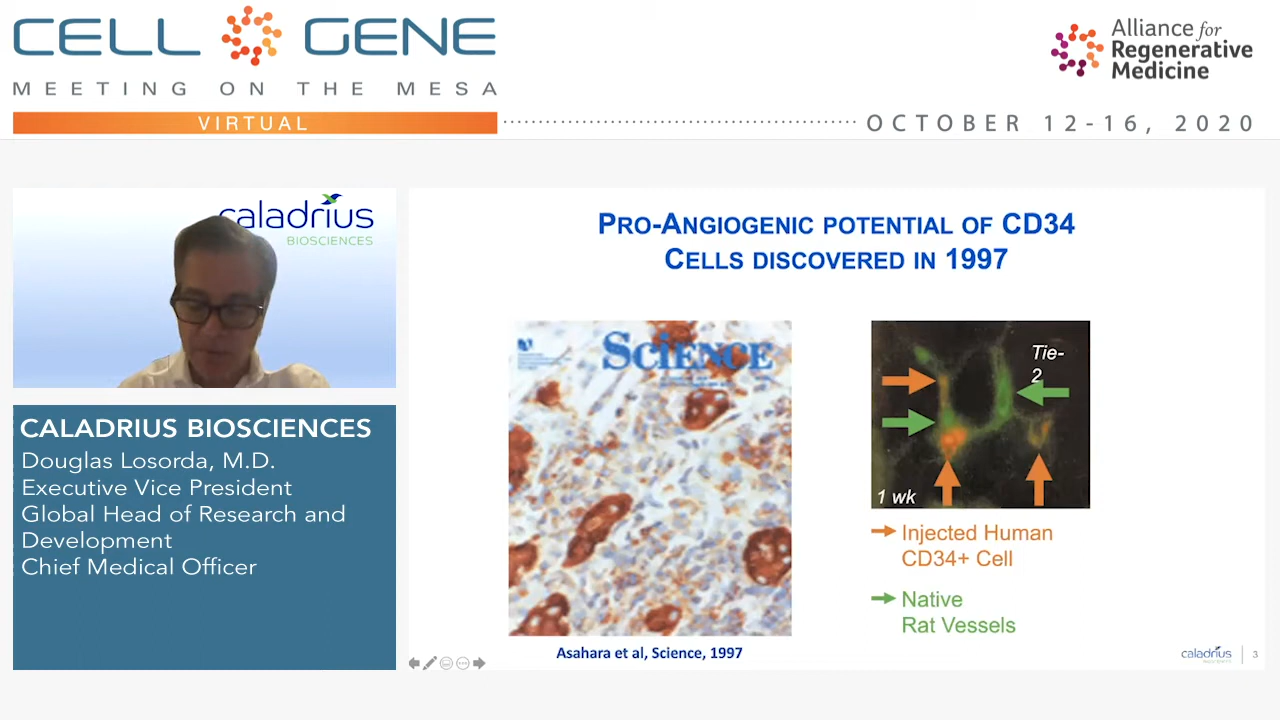 CELL GENE
MEETING ON THE MESA
VIRTUAL
Alliance for
Regenerative
Medicine
OCTOBER 12-16, 2020
caladrius
BIOSCIENCES
CALADRIUS BIOSCIENCES
Douglas Losorda, M.D.
Executive Vice President
Global Head of Research and
Development
Chief Medical Officer
PRO-ANGIOGENIC POTENTIAL OF CD34
CELLS DISCOVERED IN 1997
SCIENCE
Asahara et al, Science, 1997
Tie-
2
1 wk
Injected Human
CD34+ Cell
Native
Rat Vessels
caladrius
3